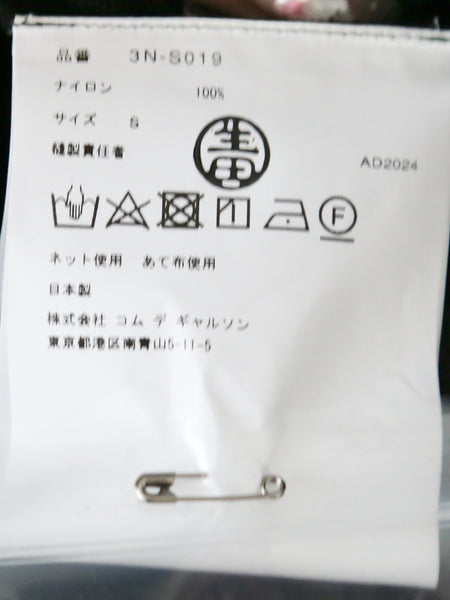 品番 3N-S019
ナイロン 100%
サイズ S
縫製責任者
AD2024
F
ネット使用 あて布使用
日本製
株式会社 コム デ ギャルソン
東京都港区南青山5-11-5